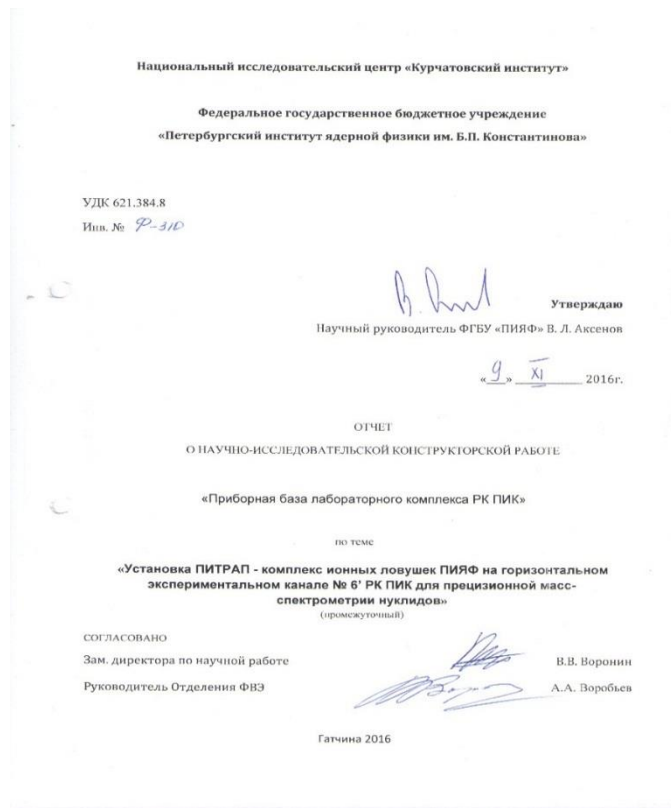 Национальный исследовательский центр «Курчатовский институт»
Федеральное государственное бюджетное учреждение
«Петербургский институт ядерной физики им. Б.П. Константинова»
УДК 621.384.8
Инв. № Ф-310
Утверждаю
Научный руководитель ФГБУ «ПИЯФ» В. Л. Аксенов
«9» XI 2016г.
ОТЧЕТ
О НАУЧНО-ИССЛЕДОВАТЕЛЬСКОЙ КОНСТРУКТОРСКОЙ РАБОТЕ
«Приборная база лабораторного комплекса РК ПИК»
по теме
«Установка ПИТРАП - комплекс ионных ловушек ПИЯФ на горизонтальном
экспериментальном канале № 6' РК ПИК для прецизионной масс-
спектрометрии нуклидов»
(промежуточный)
СОГЛАСОВАНО
Зам. директора по научной работе В.В. Воронин
Руководитель Отделения ФВЭ А.А. Воробьев
Гатчина 2016